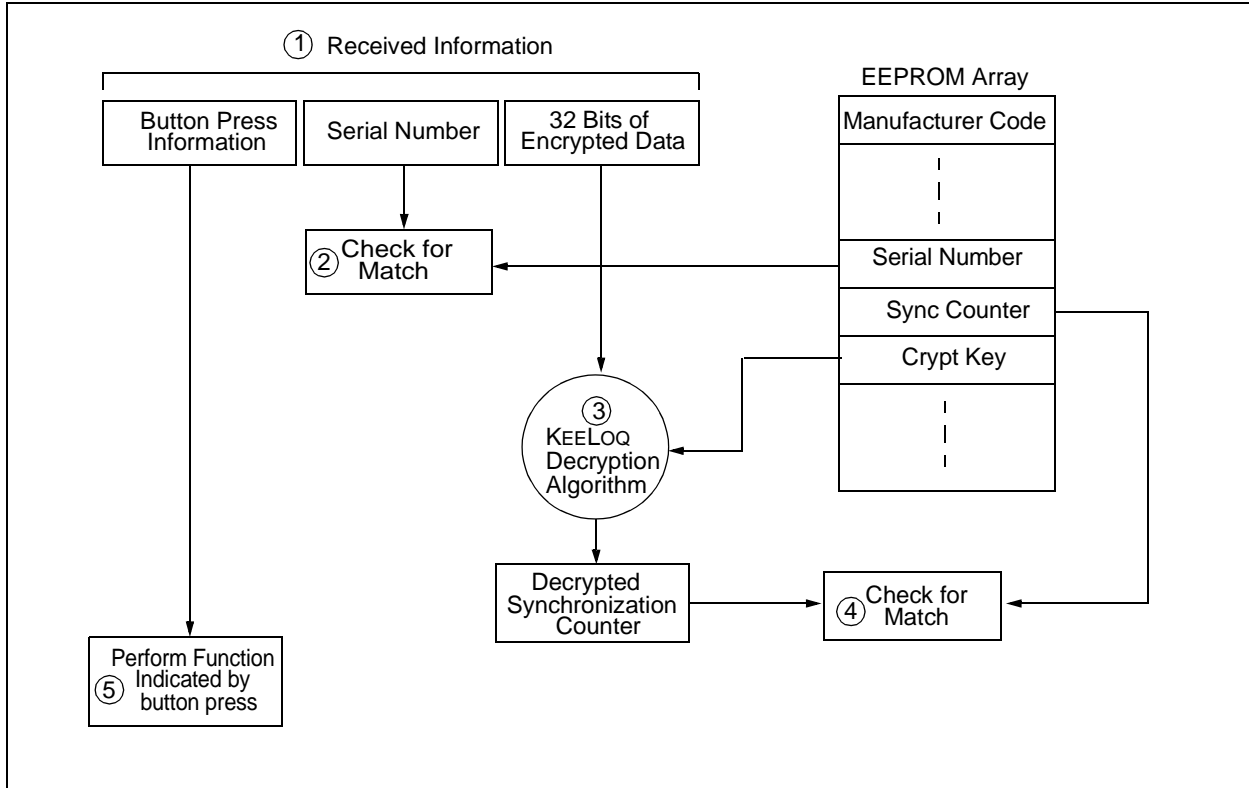 ① Received Information
EEPROM Array
Button Press
Information
Serial Number
32 Bits of
Encrypted Data
Manufacturer Code
② Check for
Match
Serial Number
Sync Counter
Crypt Key
③
KEELOQ
Decryption
Algorithm
Decrypted
Synchronization
Counter
④ Check for
Match
Perform Function
⑤ Indicated by
button press